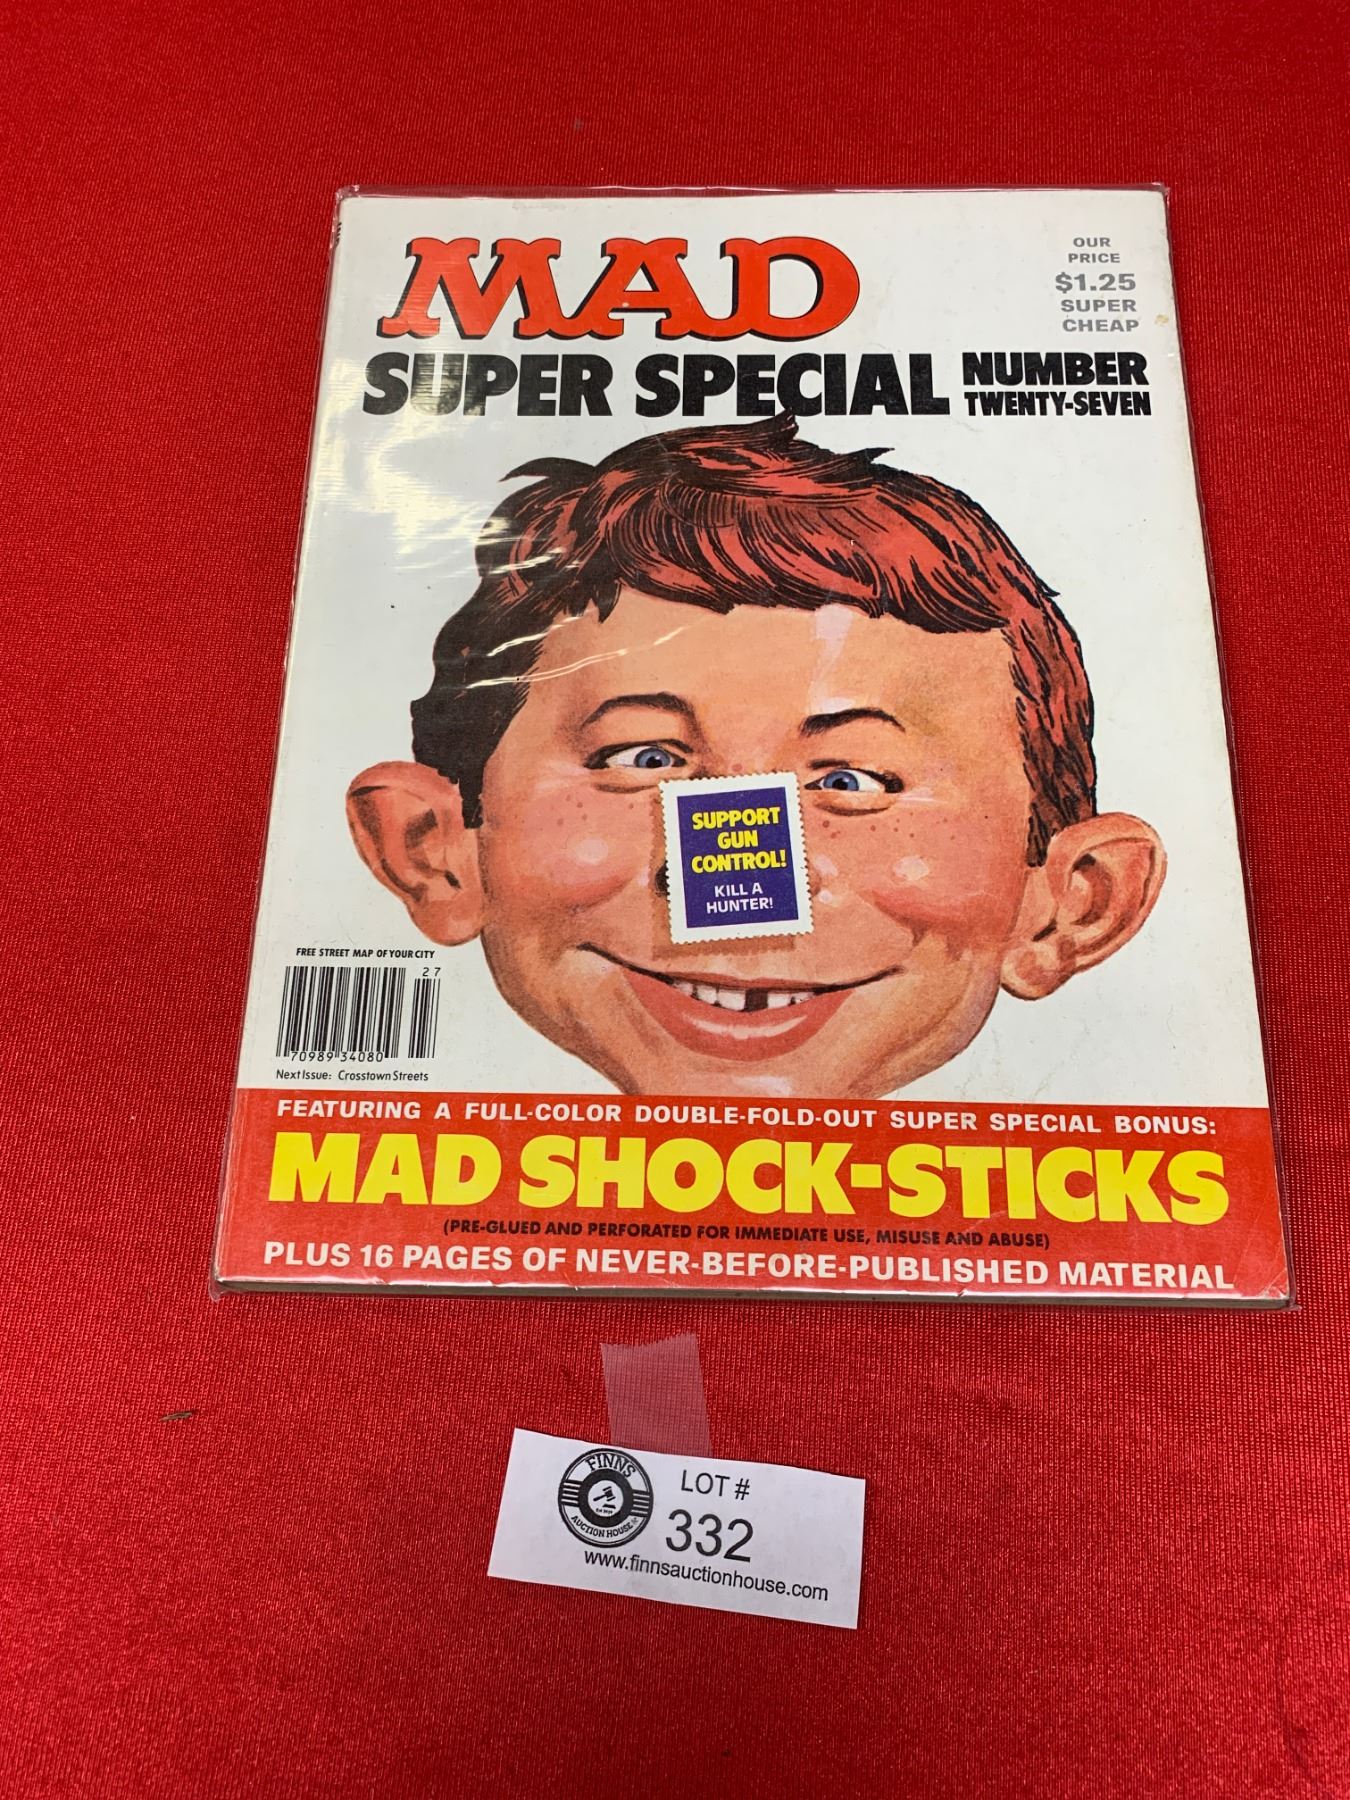 MAD
OUR
PRICE
$1.25
SUPER
CHEAP
SUPER SPECIAL NUMBER
TWENTY-SEVEN
SUPPORT
GUN
CONTROL!
KILL A
HUNTER!
FREE STREET MAP OF YOUR CITY
27
70989 34080
Next Issue: Crosstown Streets
FEATURING A FULL-COLOR DOUBLE-FOLD-OUT SUPER SPECIAL BONUS:
MAD SHOCK-STICKS
(PRE-GLUED AND PERFORATED FOR IMMEDIATE USE, MISUSE AND ABUSE)
PLUS 16 PAGES OF NEVER-BEFORE-PUBLISHED MATERIAL
FINNS
AUCTION HOUSE
LOT #
332
www.finnsauctionhouse.com